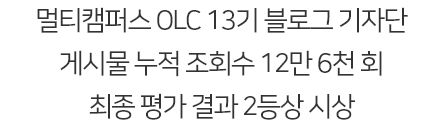 멀티캠퍼스 OLC 13기 블로그 기자단
게시물 누적 조회수 12만 6천 회
최종 평가 결과 2등상 시상